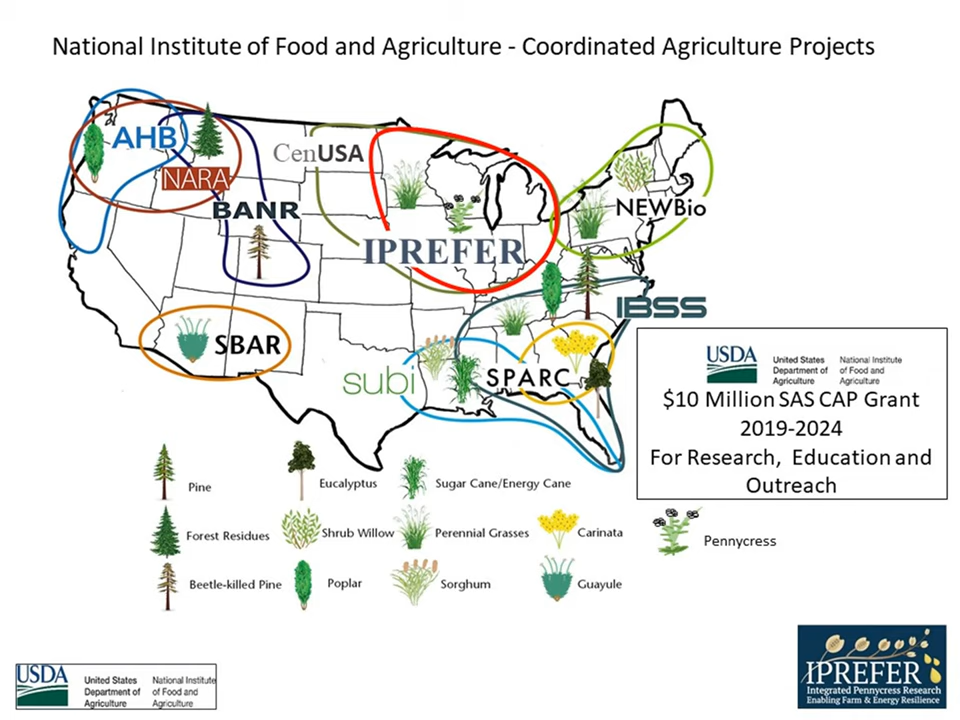 National Institute of Food and Agriculture - Coordinated Agriculture Projects
AHB
NARA
BANR
CenUSA
IPREFER
NEWBio
IBSS
SBAR
subi
SPARC
USDA
United States
Department of
Agriculture
National Institute
of Food and
Agriculture
$10 Million SAS CAP Grant
2019-2024
For Research, Education and
Outreach
Pine
Eucalyptus
Sugar Cane/Energy Cane
Forest Residues
Shrub Willow
Perennial Grasses
Carinata
Pennycress
Beetle-killed Pine
Poplar
Sorghum
Guayule
USDA
United States
Department of
Agriculture
National Institute
of Food and
Agriculture
IPREFER
Integrated Pennycress Research
Enabling Farm & Energy Resilience